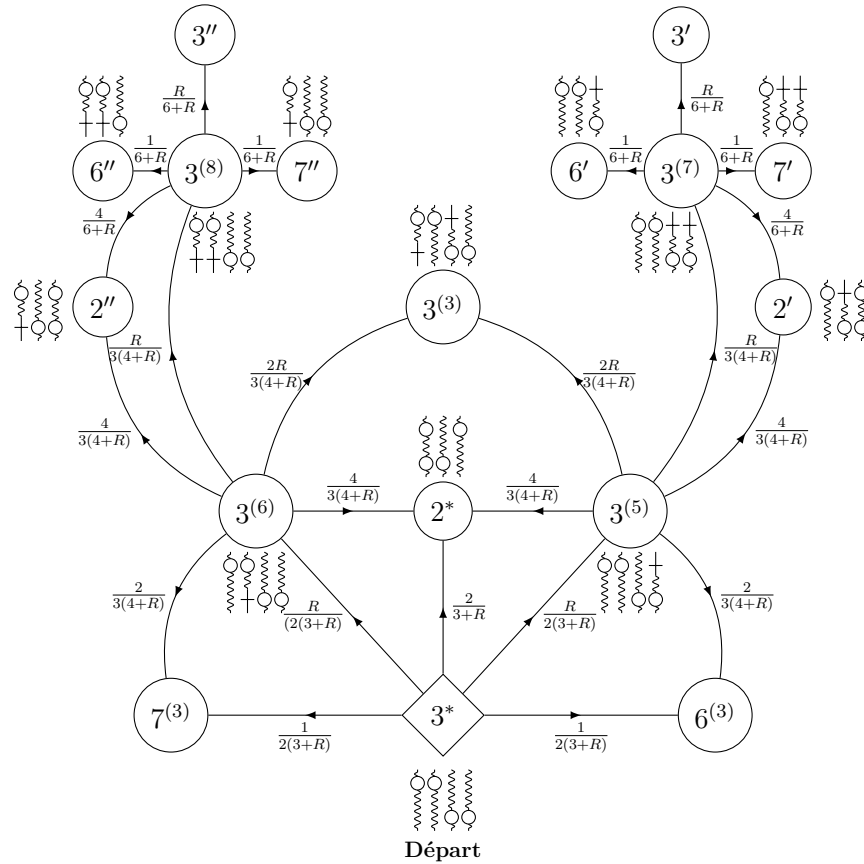 3″
3′
R/(6+R)
R/(6+R)
1/(6+R)
1/(6+R)
1/(6+R)
1/(6+R)
6″
3⁽⁸⁾
7″
6′
3⁽⁷⁾
7′
4/(6+R)
4/(6+R)
2″
3⁽³⁾
2′
R/3(4+R)
R/3(4+R)
2R/3(4+R)
2R/3(4+R)
4/3(4+R)
4/3(4+R)
4/3(4+R)
4/3(4+R)
3⁽⁶⁾
2*
3⁽⁵⁾
2/3(4+R)
R/(2(3+R)
2/3+R
R/2(3+R)
2/3(4+R)
7⁽³⁾
3*
6⁽³⁾
1/2(3+R)
1/2(3+R)
Départ